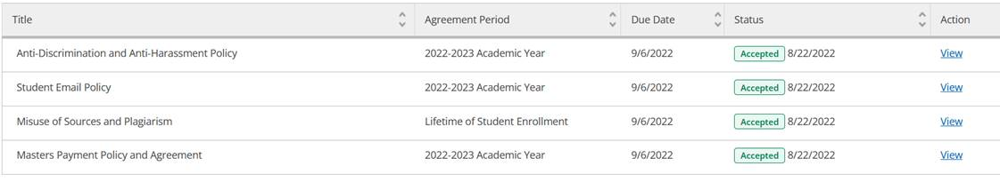 Title Agreement Period Due Date Status Action
Anti-Discrimination and Anti-Harassment Policy 2022-2023 Academic Year 9/6/2022 Accepted 8/22/2022 View
Student Email Policy 2022-2023 Academic Year 9/6/2022 Accepted 8/22/2022 View
Misuse of Sources and Plagiarism Lifetime of Student Enrollment 9/6/2022 Accepted 8/22/2022 View
Masters Payment Policy and Agreement 2022-2023 Academic Year 9/6/2022 Accepted 8/22/2022 View